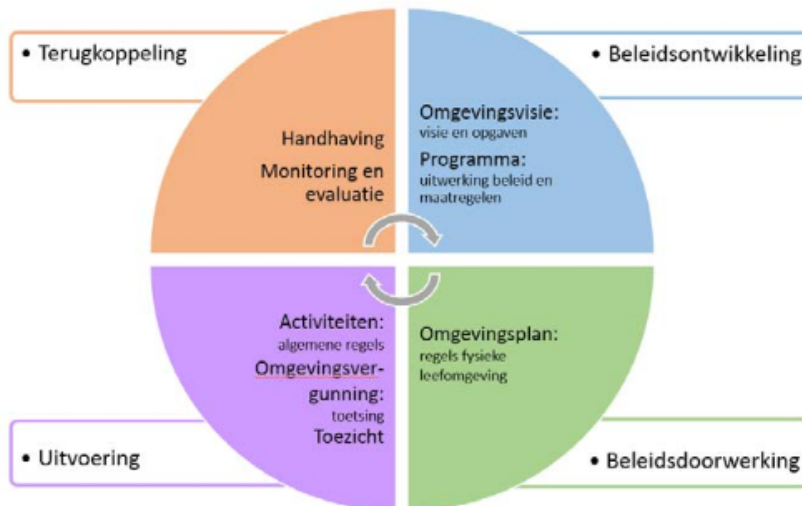 • Terugkoppeling
• Beleidsontwikkeling
Handhaving
Monitoring en
evaluatie
Omgevingsvisie:
visie en opgaven
Programma:
uitwerking beleid en
maatregelen
Activiteiten:
algemene regels
Omgevingsver-
gunning:
toetsing
Toezicht
Omgevingsplan:
regels fysieke
leefomgeving
• Uitvoering
• Beleidsdoorwerking